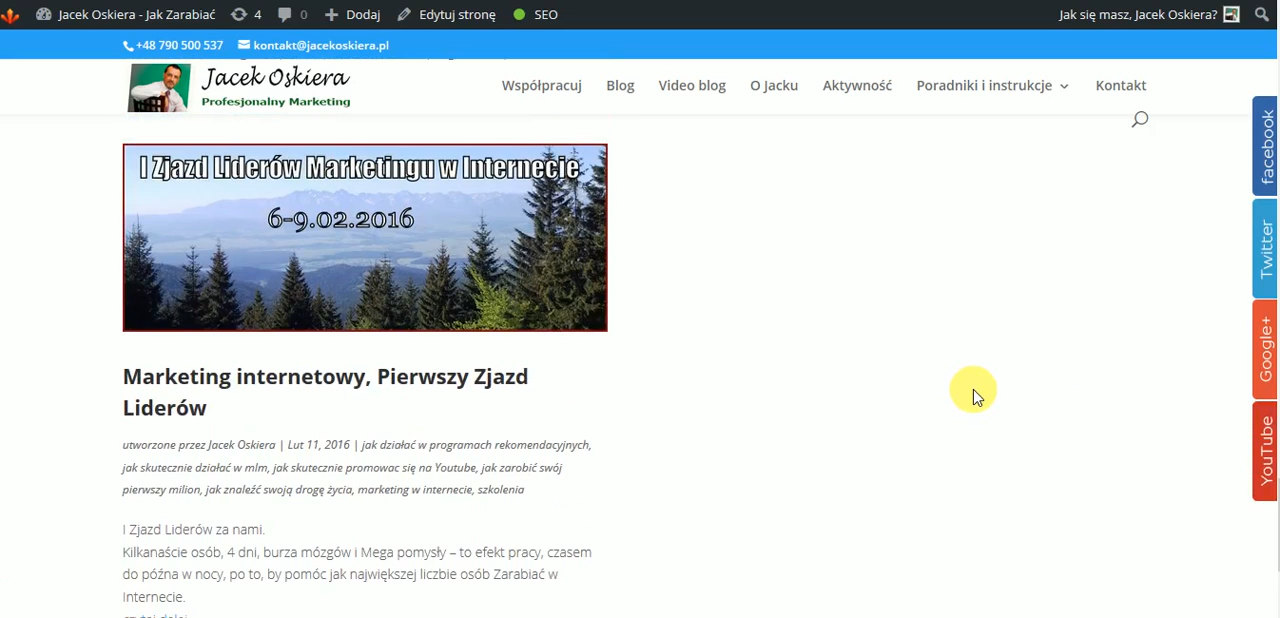 Jacek Oskiera - Jak Zarabiać 4 0 Dodaj Edytuj stronę SEO Jak się masz, Jacek Oskiera?
+48 790 500 537 kontakt@jacekoskiera.pl
Jacek Oskiera
Profesjonalny Marketing
Współpracuj Blog Video blog O Jacku Aktywność Poradniki i instrukcje Kontakt
facebook
Twitter
Google+
YouTube
I Zjazd Liderów Marketingu w Internecie
6-9.02.2016
Marketing internetowy, Pierwszy Zjazd
Liderów
utworzone przez Jacek Oskiera | Lut 11, 2016 | jak działać w programach rekomendacyjnych,
jak skutecznie działać w mlm, jak skutecznie promowac się na Youtube, jak zarobić swój
pierwszy milion, jak znaleźć swoją drogę życia, marketing w internecie, szkolenia
I Zjazd Liderów za nami.
Kilkanaście osób, 4 dni, burza mózgów i Mega pomysły – to efekt pracy, czasem
do późna w nocy, po to, by pomóc jak największej liczbie osób Zarabiać w
Internecie.